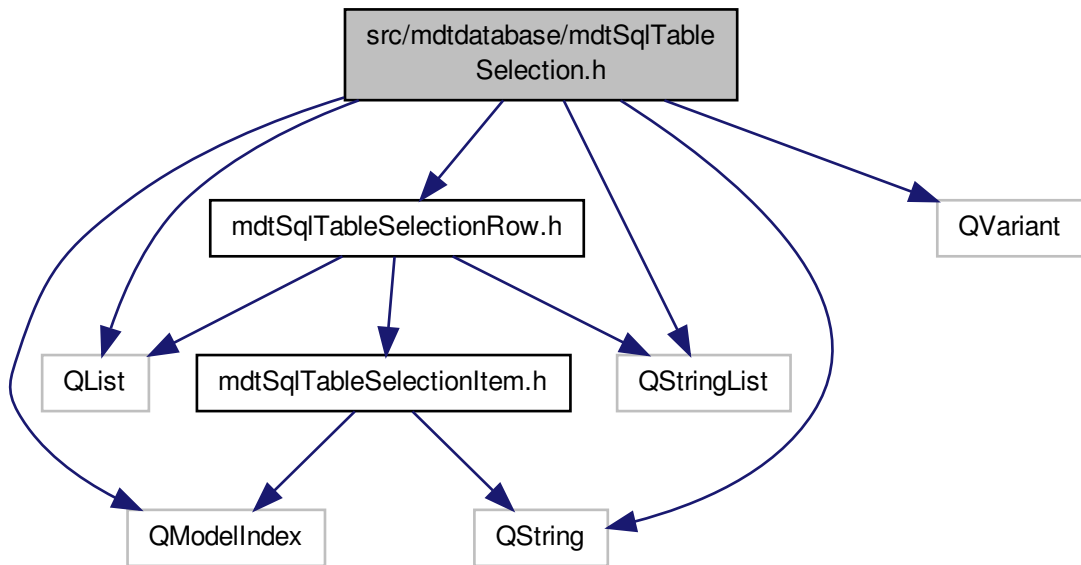 src/mdtdatabase/mdtSqlTable
Selection.h
mdtSqlTableSelectionRow.h
QVariant
QList
mdtSqlTableSelectionItem.h
QStringList
QModelIndex
QString